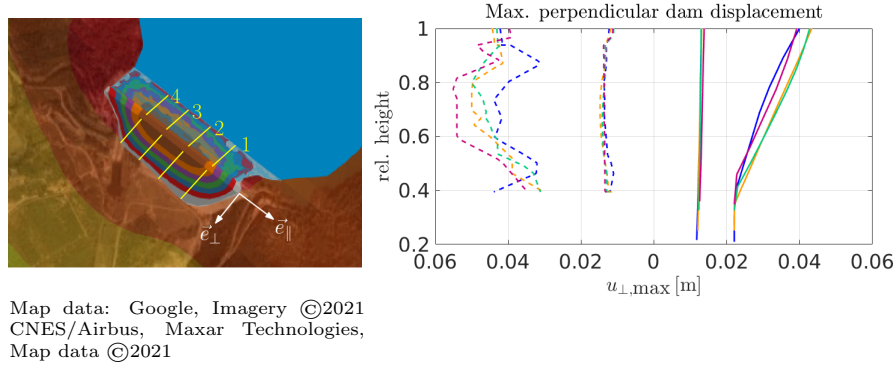 Max. perpendicular dam displacement
4
3
2
1
e⃗⊥
e⃗∥
rel. height
1
0.8
0.6
0.4
0.2
0.06 0.04 0.02 0 0.02 0.04 0.06
u⊥,max [m]
Map data: Google, Imagery ©2021
CNES/Airbus, Maxar Technologies,
Map data ©2021